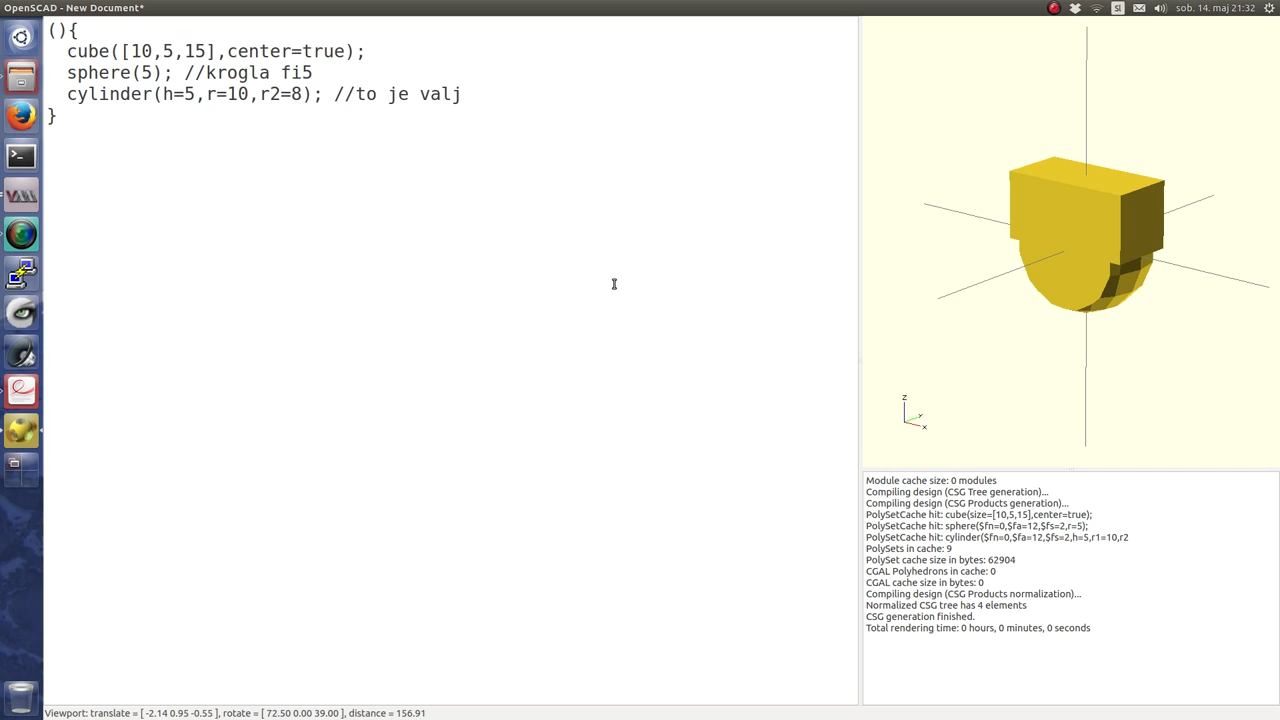 OpenSCAD - New Document*
Sl
sob. 14. maj 21:32
(){
cube([10,5,15],center=true);
sphere(5); //krogla fi5
cylinder(h=5,r=10,r2=8); //to je valj
}
Z
Y
X
Module cache size: 0 modules
Compiling design (CSG Tree generation)...
Compiling design (CSG Products generation)...
PolySetCache hit: cube(size=[10,5,15],center=true);
PolySetCache hit: sphere($fn=0,$fa=12,$fs=2,r=5);
PolySetCache hit: cylinder($fn=0,$fa=12,$fs=2,h=5,r1=10,r2
PolySets in cache: 9
PolySet cache size in bytes: 62904
CGAL Polyhedrons in cache: 0
CGAL cache size in bytes: 0
Compiling design (CSG Products normalization)...
Normalized CSG tree has 4 elements
CSG generation finished.
Total rendering time: 0 hours, 0 minutes, 0 seconds
Viewport: translate = [ -2.14 0.95 -0.55 ], rotate = [ 72.50 0.00 39.00 ], distance = 156.91